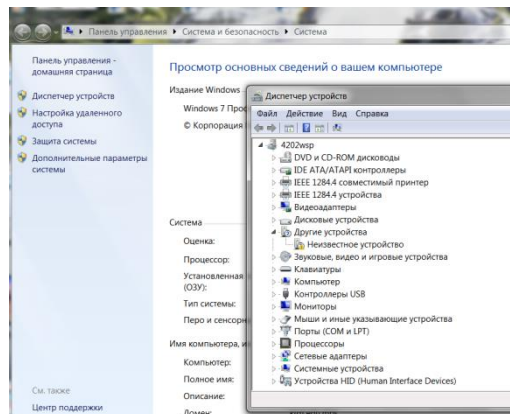 Панель управления ▸ Система и безопасность ▸ Система
Панель управления -
домашняя страница
Диспетчер устройств
Настройка удаленного
доступа
Защита системы
Дополнительные параметры
системы
См. также
Центр поддержки
Просмотр основных сведений о вашем компьютере
Издание Windows
Windows 7
© Корпорация
Система
Оценка:
Процессор:
Установленная
(ОЗУ):
Тип системы:
Перо и
Имя компьютера,
Компьютер:
Полное имя:
Описание:
Диспетчер устройств
Файл Действие Вид Справка
4202wsp
DVD и CD-ROM дисководы
IDE ATA/ATAPI контроллеры
IEEE 1284.4 совместимый принтер
IEEE 1284.4 устройства
Видеоадаптеры
Дисковые устройства
Другие устройства
Неизвестное устройство
Звуковые, видео и игровые устройства
Клавиатуры
Компьютер
Контроллеры USB
Мониторы
Мыши и иные указывающие устройства
Порты (COM и LPT)
Процессоры
Сетевые адаптеры
Системные устройства
Устройства HID (Human Interface Devices)